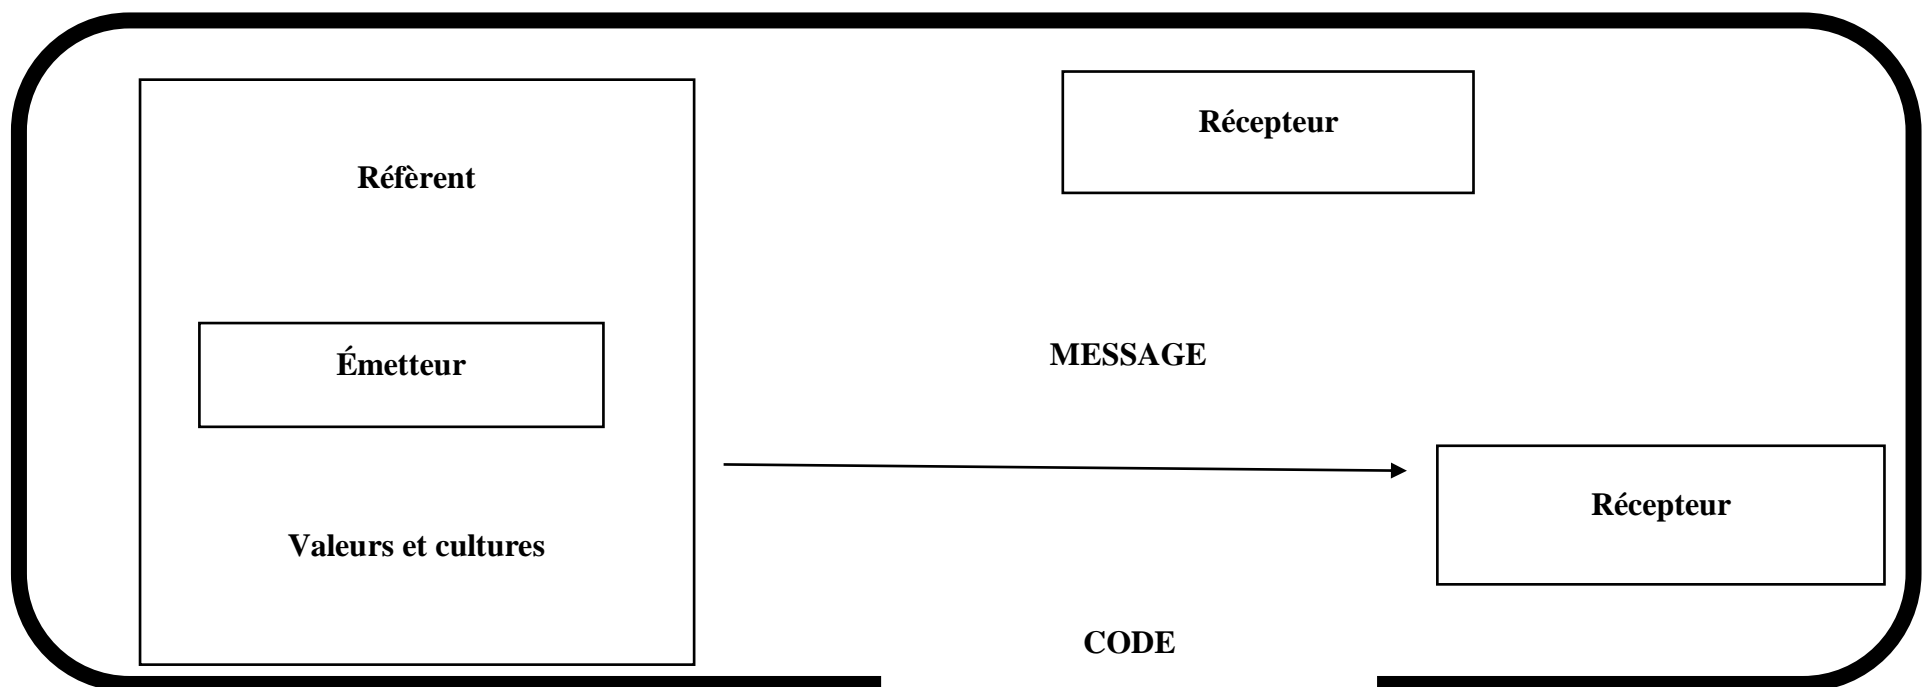 Récepteur
Réfèrent
Émetteur
MESSAGE
Récepteur
Valeurs et cultures
CODE